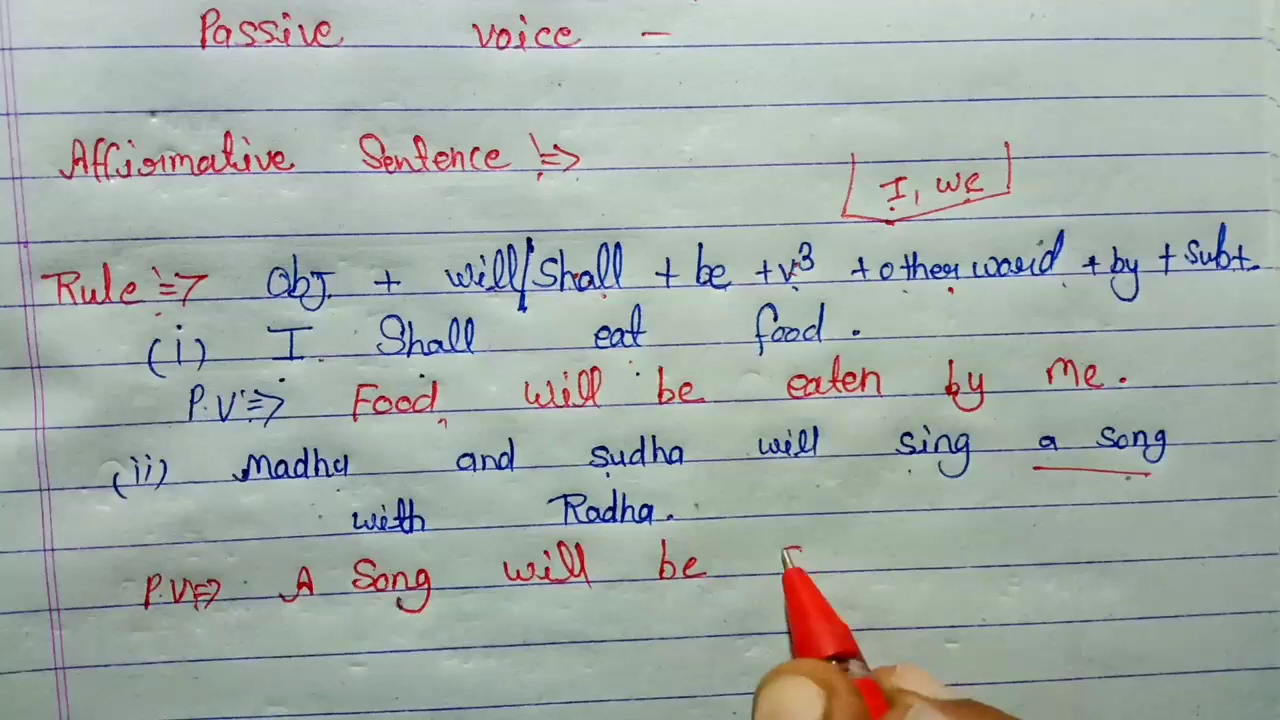 Passive voice -
Affirmative Sentence :=>
I, we
Rule :=> Obj. + will/shall + be + v³ + other word + by + subt.
(i) I shall eat food.
P.V => Food will be eaten by me.
(ii) Madhu and sudha will sing a song
with Radha.
P.V => A Song will be